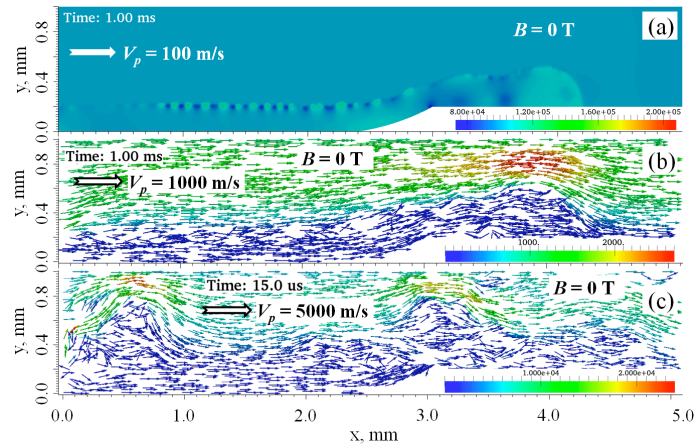 Time: 1.00 ms
B = 0 T
(a)
V_p = 100 m/s
8.00e+04 1.20e+05 1.60e+05 2.00e+05
y, mm
0.8
0.4
0.0
Time: 1.00 ms
B = 0 T
(b)
V_p = 1000 m/s
1000. 2000.
y, mm
0.8
0.4
0.0
Time: 15.0 us
B = 0 T
(c)
V_p = 5000 m/s
1.000e+04 2.000e+04
y, mm
0.8
0.4
0.0
0.0 1.0 2.0 3.0 4.0 5.0
x, mm